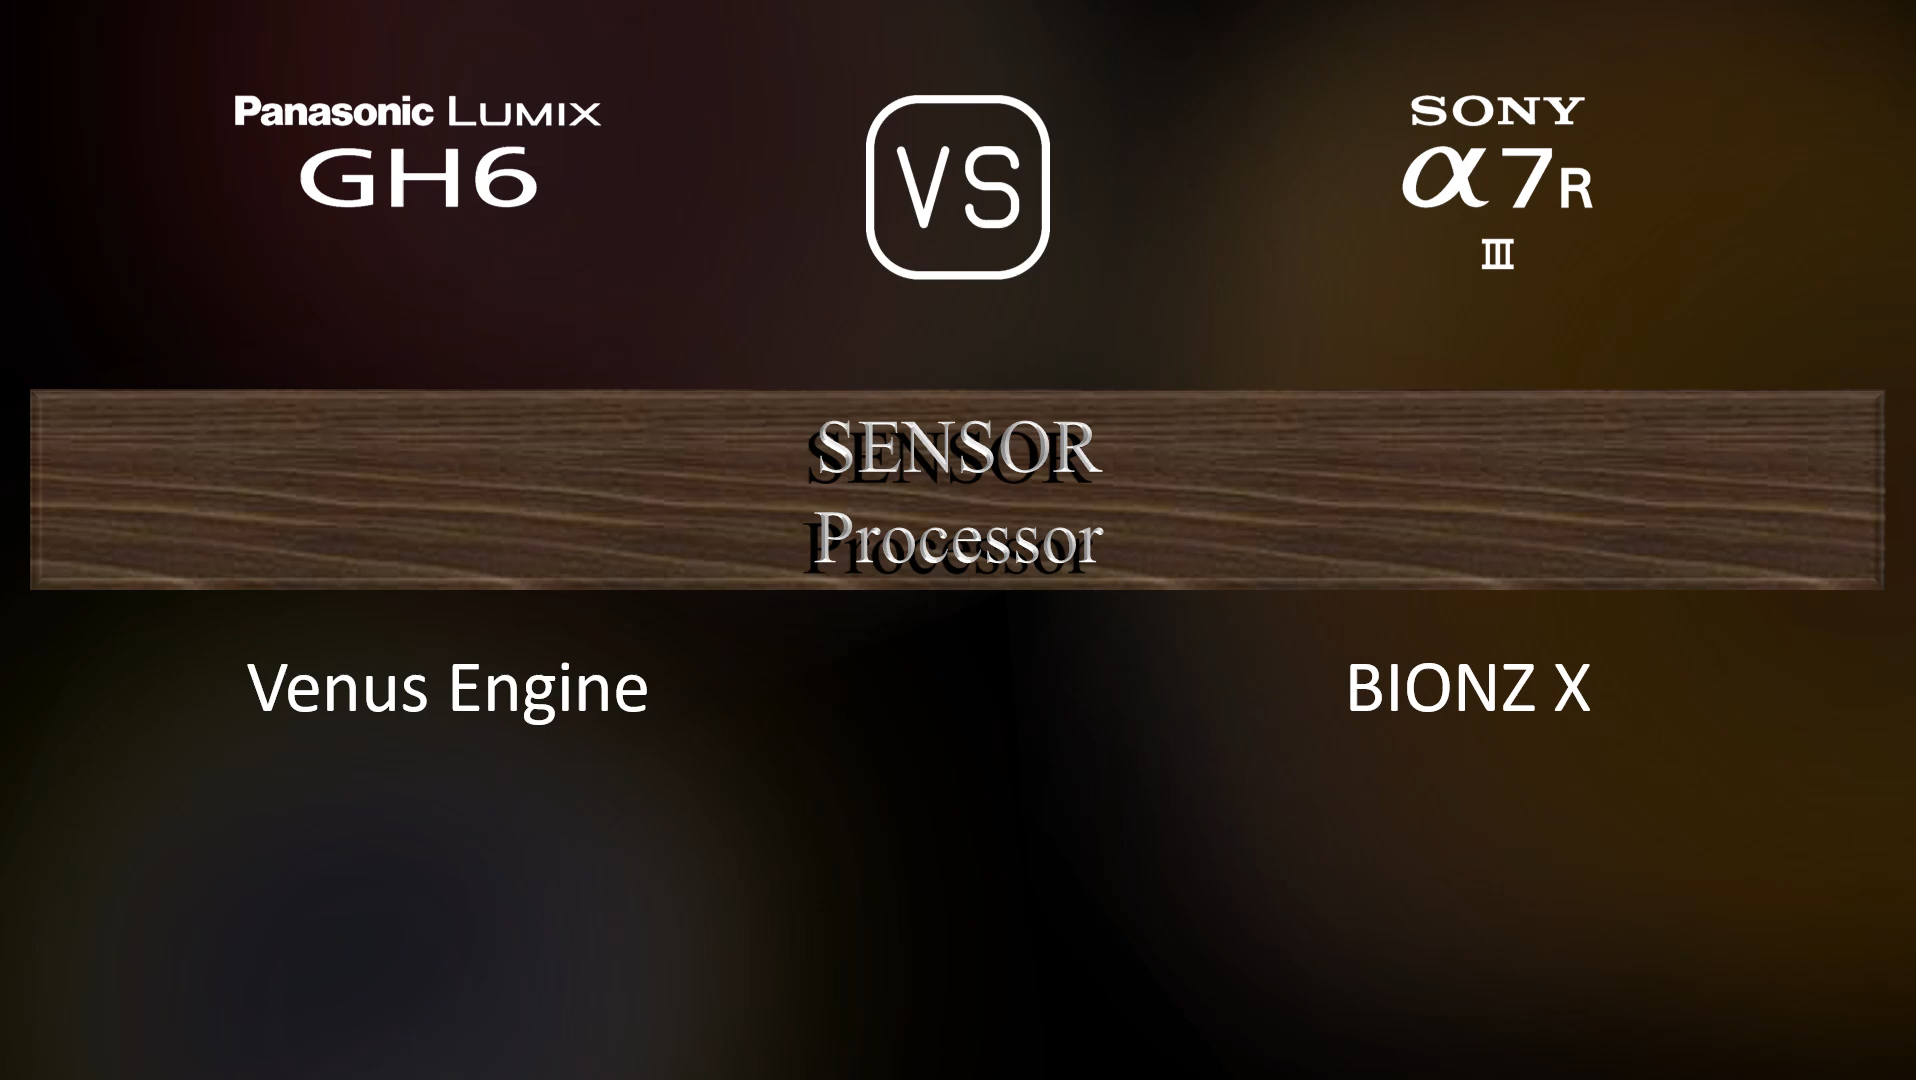 Panasonic LUMIX
GH6
VS
SONY
α7R
III
SENSOR
Processor
Venus Engine
BIONZ X